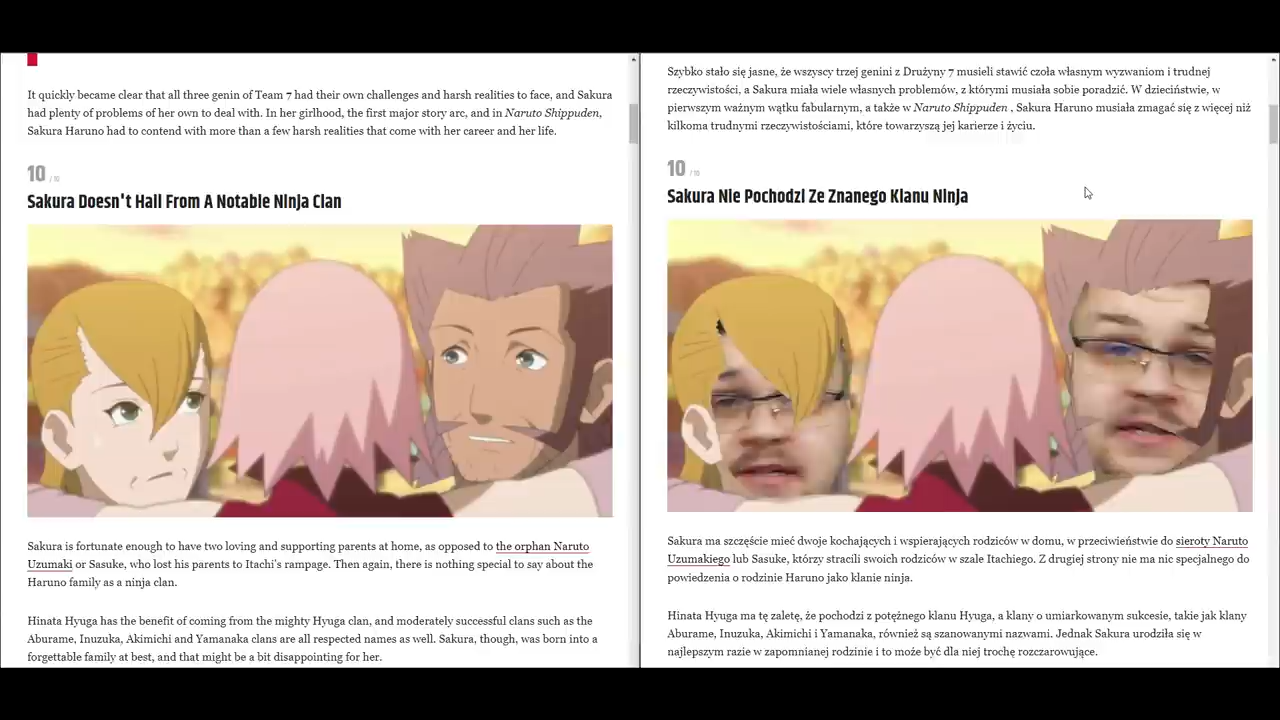 It quickly became clear that all three genin of Team 7 had their own challenges and harsh realities to face, and Sakura
had plenty of problems of her own to deal with. In her girlhood, the first major story arc, and in Naruto Shippuden,
Sakura Haruno had to contend with more than a few harsh realities that come with her career and her life.
10 / 10
Sakura Doesn't Hail From A Notable Ninja Clan
Sakura is fortunate enough to have two loving and supporting parents at home, as opposed to the orphan Naruto
Uzumaki or Sasuke, who lost his parents to Itachi's rampage. Then again, there is nothing special to say about the
Haruno family as a ninja clan.
Hinata Hyuga has the benefit of coming from the mighty Hyuga clan, and moderately successful clans such as the
Aburame, Inuzuka, Akimichi and Yamanaka clans are all respected names as well. Sakura, though, was born into a
forgettable family at best, and that might be a bit disappointing for her.
Szybko stało się jasne, że wszyscy trzej genini z Drużyny 7 musieli stawić czoła własnym wyzwaniom i trudnej
rzeczywistości, a Sakura miała wiele własnych problemów, z którymi musiała sobie poradzić. W dzieciństwie, w
pierwszym ważnym wątku fabularnym, a także w Naruto Shippuden , Sakura Haruno musiała zmagać się z więcej niż
kilkoma trudnymi rzeczywistościami, które towarzyszą jej karierze i życiu.
10 / 10
Sakura Nie Pochodzi Ze Znanego Klanu Ninja
Sakura ma szczęście mieć dwoje kochających i wspierających rodziców w domu, w przeciwieństwie do sieroty Naruto
Uzumakiego lub Sasuke, którzy stracili swoich rodziców w szale Itachiego. Z drugiej strony nie ma nic specjalnego do
powiedzenia o rodzinie Haruno jako klanie ninja.
Hinata Hyuga ma tę zaletę, że pochodzi z potężnego klanu Hyuga, a klany o umiarkowanym sukcesie, takie jak klany
Aburame, Inuzuka, Akimichi i Yamanaka, również są szanowanymi nazwami. Jednak Sakura urodziła się w
najlepszym razie w zapomnianej rodzinie i to może być dla niej trochę rozczarowujące.